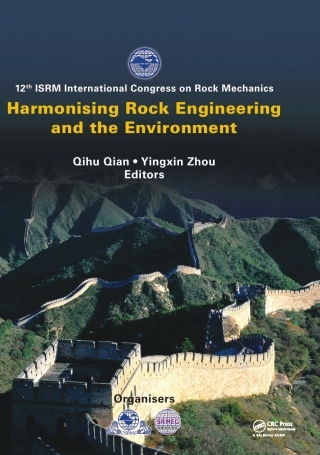 12th ISRM International Congress on Rock Mechanics
Harmonising Rock Engineering
and the Environment
Qihu Qian • Yingxin Zhou
Editors
Organisers
SRMEG
CRC Press